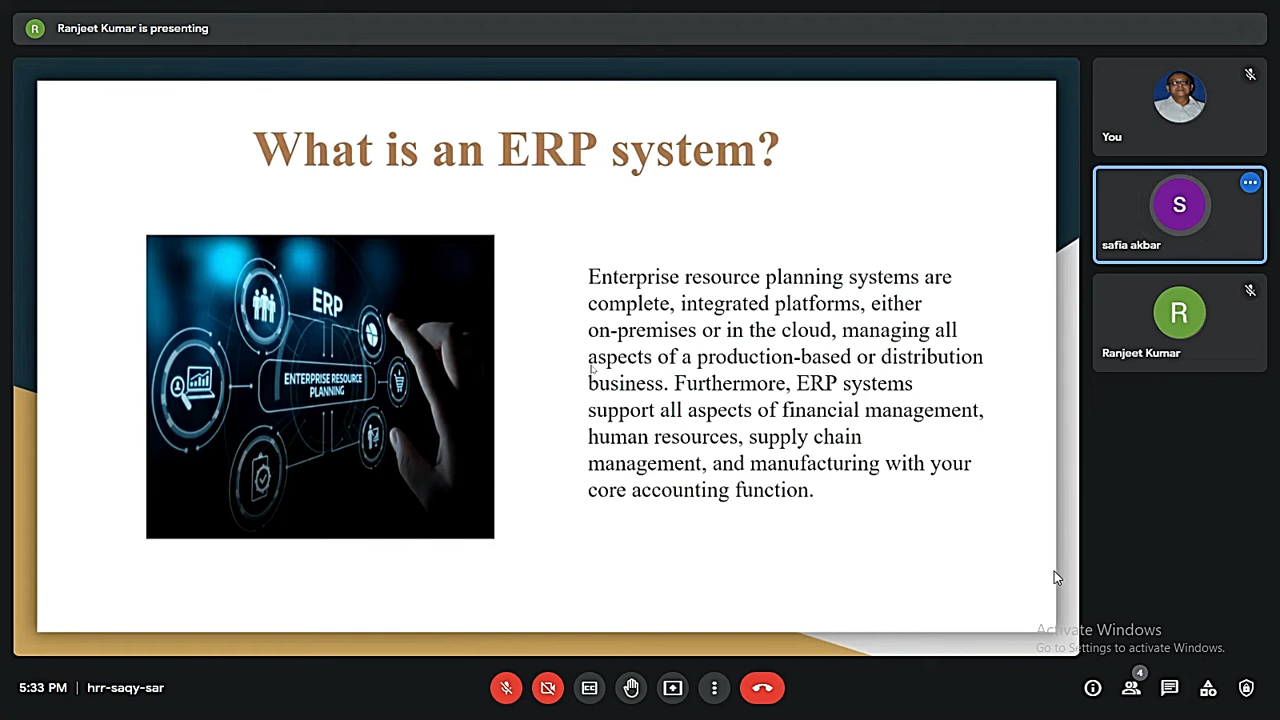 R
Ranjeet Kumar is presenting
What is an ERP system?
ERP
ENTERPRISE RESOURCE
PLANNING
Enterprise resource planning systems are
complete, integrated platforms, either
on-premises or in the cloud, managing all
aspects of a production-based or distribution
business. Furthermore, ERP systems
support all aspects of financial management,
human resources, supply chain
management, and manufacturing with your
core accounting function.
You
S
safia akbar
R
Ranjeet Kumar
Activate Windows
Go to Settings to activate Windows.
5:33 PM | hrr-saqy-sar
4